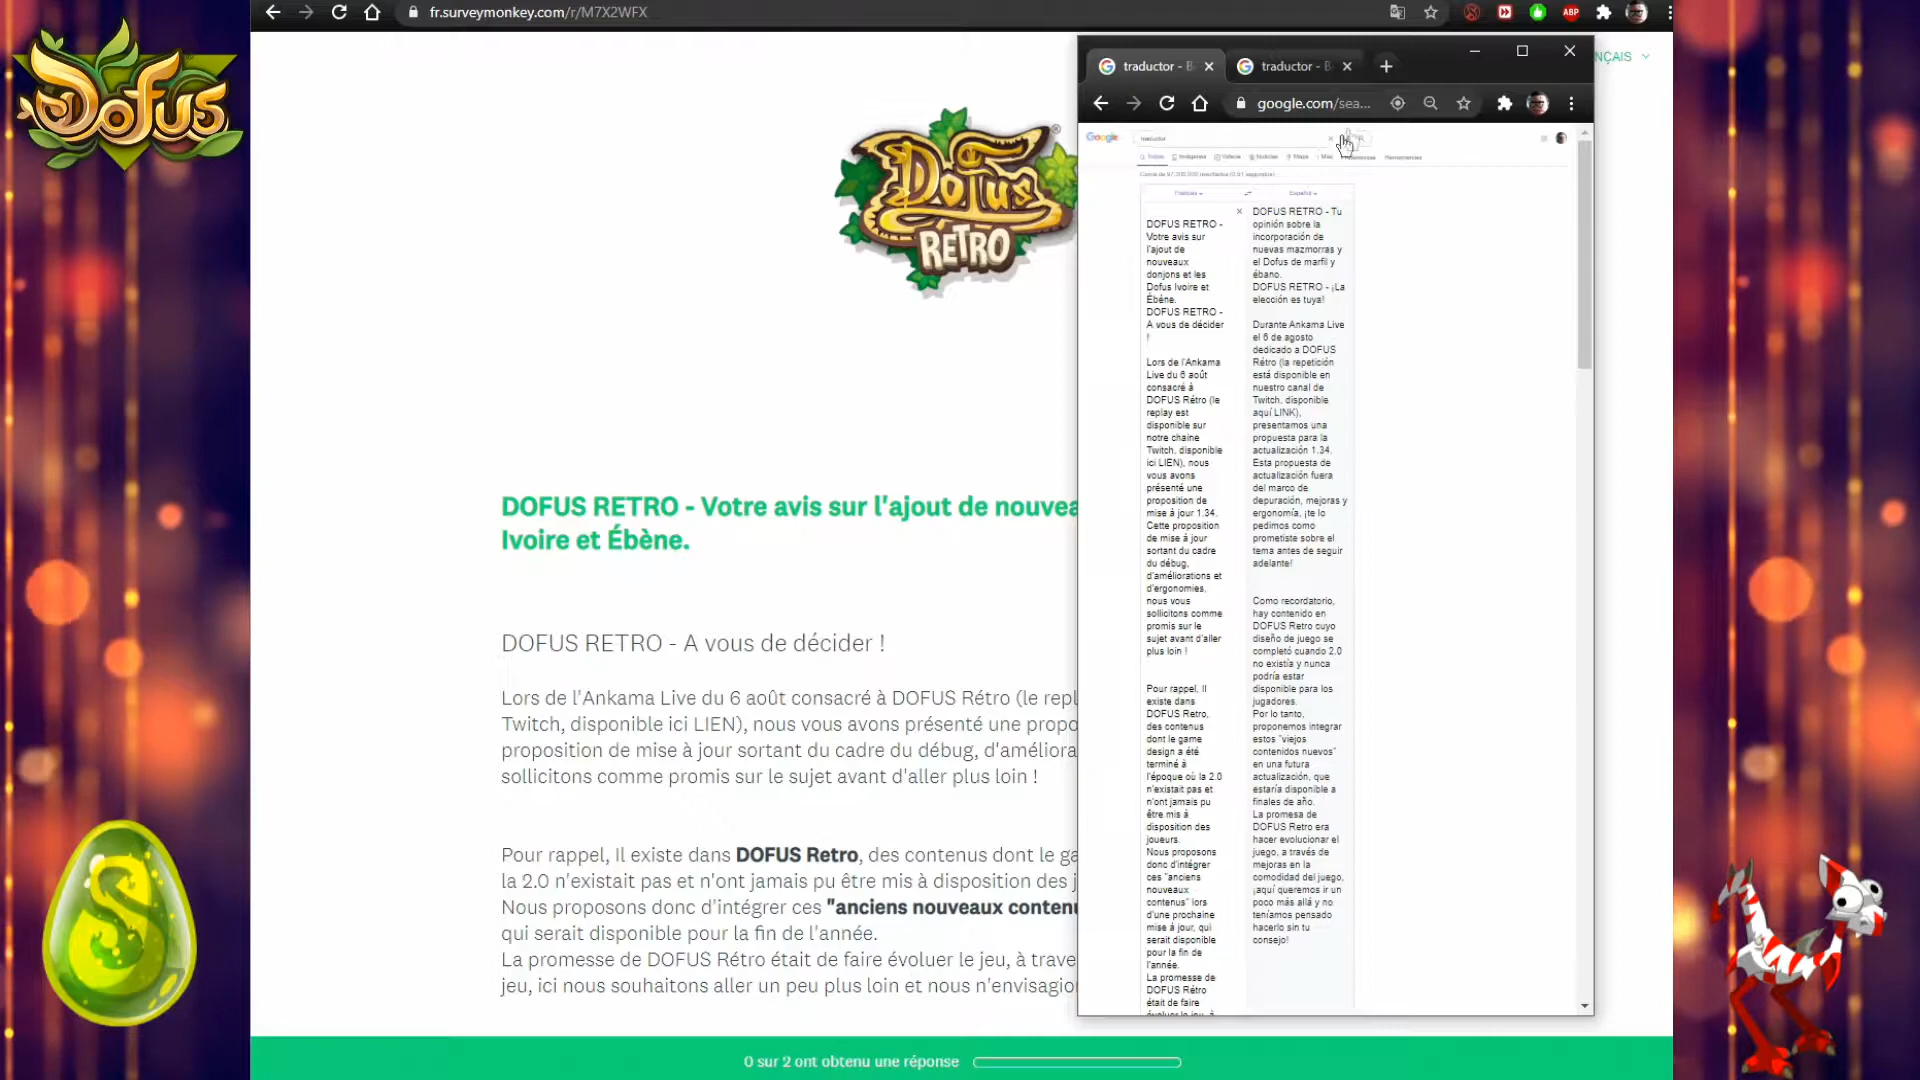 fr.surveymonkey.com/r/M7X2WFX
ABP
NÇAIS
DOFUS
DOFUS
RETRO
DOFUS RETRO - Votre avis sur l'ajout de nouvea
Ivoire et Ébène.
DOFUS RETRO - A vous de décider !
Lors de l'Ankama Live du 6 août consacré à DOFUS Rétro (le repl
Twitch, disponible ici LIEN), nous vous avons présenté une propo
proposition de mise à jour sortant du cadre du débug, d'améliora
sollicitons comme promis sur le sujet avant d'aller plus loin !
Pour rappel, Il existe dans DOFUS Retro, des contenus dont le ga
la 2.0 n'existait pas et n'ont jamais pu être mis à disposition des j
Nous proposons donc d'intégrer ces "anciens nouveaux contenu
qui serait disponible pour la fin de l'année.
La promesse de DOFUS Rétro était de faire évoluer le jeu, à trave
jeu, ici nous souhaitons aller un peu plus loin et nous n'envisagion
0 sur 2 ont obtenu une réponse
traductor - B
traductor - B
google.com/sea...
Google
traductor
Todos Imágenes Vídeos Noticias Maps Más Herramientas
Francés
Español
DOFUS RETRO -
Votre avis sur
l'ajout de
nouveaux
donjons et les
Dofus Ivoire et
Ébène.
DOFUS RETRO -
A vous de décider
!
Lors de l'Ankama
Live du 6 août
consacré à
DOFUS Rétro (le
replay est
disponible sur
notre chaine
Twitch, disponible
ici LIEN), nous
vous avons
présenté une
proposition de
mise à jour 1.34.
Cette proposition
de mise à jour
sortant du cadre
du débug,
d'améliorations et
d'ergonomies,
nous vous
sollicitons comme
promis sur le
sujet avant d'aller
plus loin !
Pour rappel, Il
existe dans
DOFUS Retro,
des contenus
dont le game
design a été
terminé à
l'époque où la 2.0
n'existait pas et
n'ont jamais pu
être mis à
disposition des
joueurs.
Nous proposons
donc d'intégrer
ces "anciens
nouveaux
contenus" lors
d'une prochaine
mise à jour, qui
serait disponible
pour la fin de
l'année.
La promesse de
DOFUS Rétro
était de faire
évoluer le jeu, à
DOFUS RETRO - Tu
opinión sobre la
incorporación de
nuevas mazmorras y
el Dofus de marfil y
ébano.
DOFUS RETRO - ¡La
elección es tuya!
Durante Ankama Live
el 6 de agosto
dedicado a DOFUS
Rétro (la repetición
está disponible en
nuestro canal de
Twitch, disponible
aquí LINK),
presentamos una
propuesta para la
actualización 1.34.
Esta propuesta de
actualización fuera
del marco de
depuración, mejoras y
ergonomía, ¡te lo
pedimos como
prometiste sobre el
tema antes de seguir
adelante!
Como recordatorio,
hay contenido en
DOFUS Retro cuyo
diseño de juego se
completó cuando 2.0
no existía y nunca
podría estar
disponible para los
jugadores.
Por lo tanto,
proponemos integrar
estos "viejos
contenidos nuevos"
en una futura
actualización, que
estaría disponible a
finales de año.
La promesa de
DOFUS Retro era
hacer evolucionar el
juego, a través de
mejoras en la
comodidad del juego,
¡aquí queremos ir un
poco más allá y no
teníamos pensado
hacerlo sin tu
consejo!